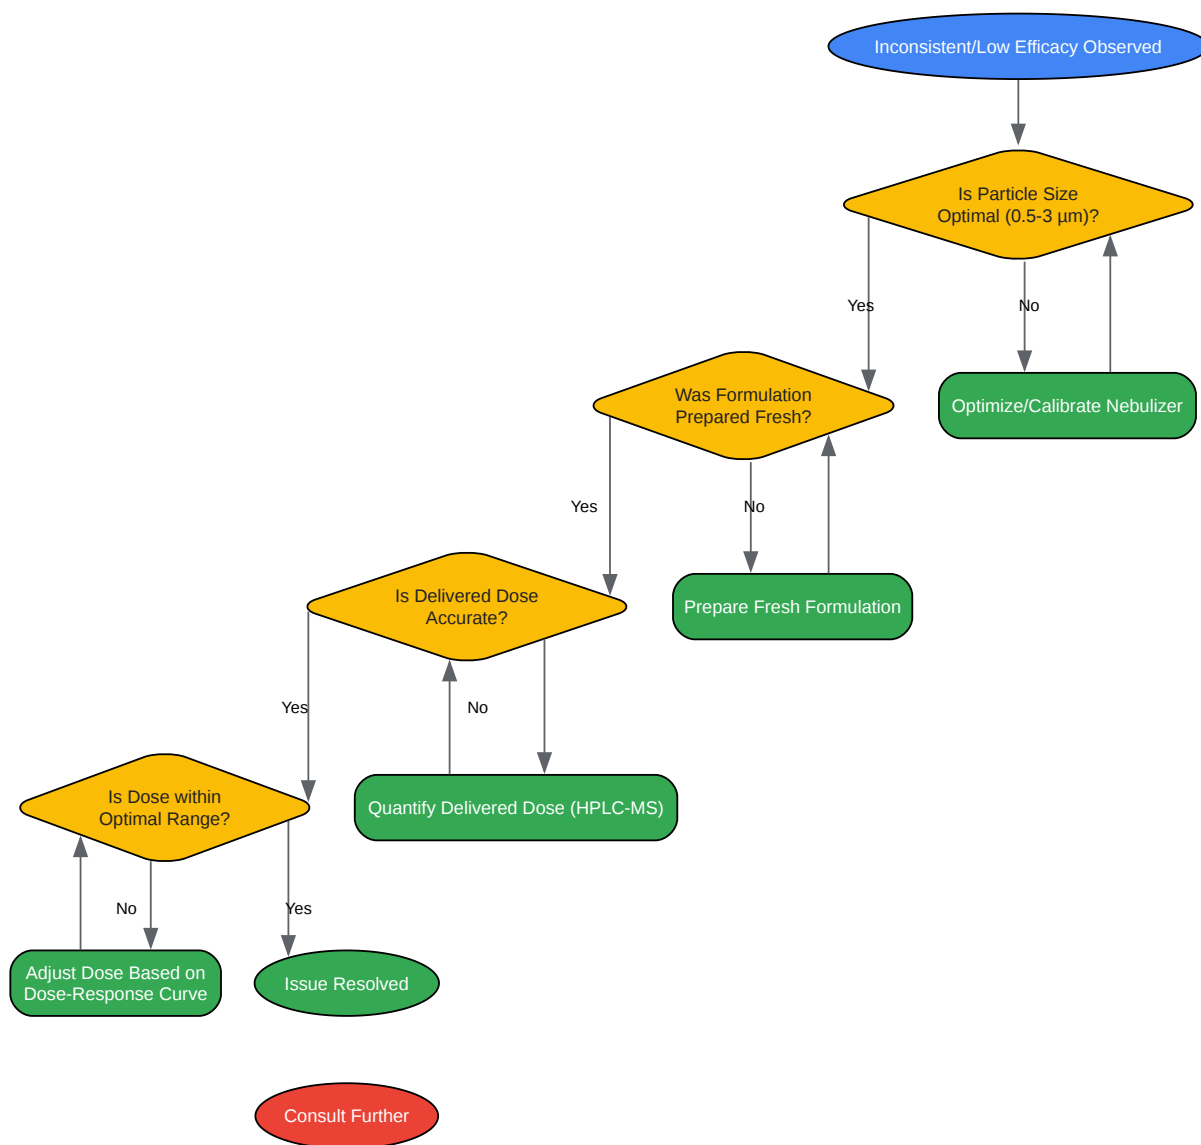 Inconsistent/Low Efficacy Observed
Is Particle Size
Optimal (0.5-3 µm)?
Yes
No
Was Formulation
Prepared Fresh?
Optimize/Calibrate Nebulizer
Yes
No
Is Delivered Dose
Accurate?
Prepare Fresh Formulation
Yes
No
Is Dose within
Optimal Range?
Quantify Delivered Dose (HPLC-MS)
No
Yes
Adjust Dose Based on
Dose-Response Curve
Issue Resolved
Consult Further